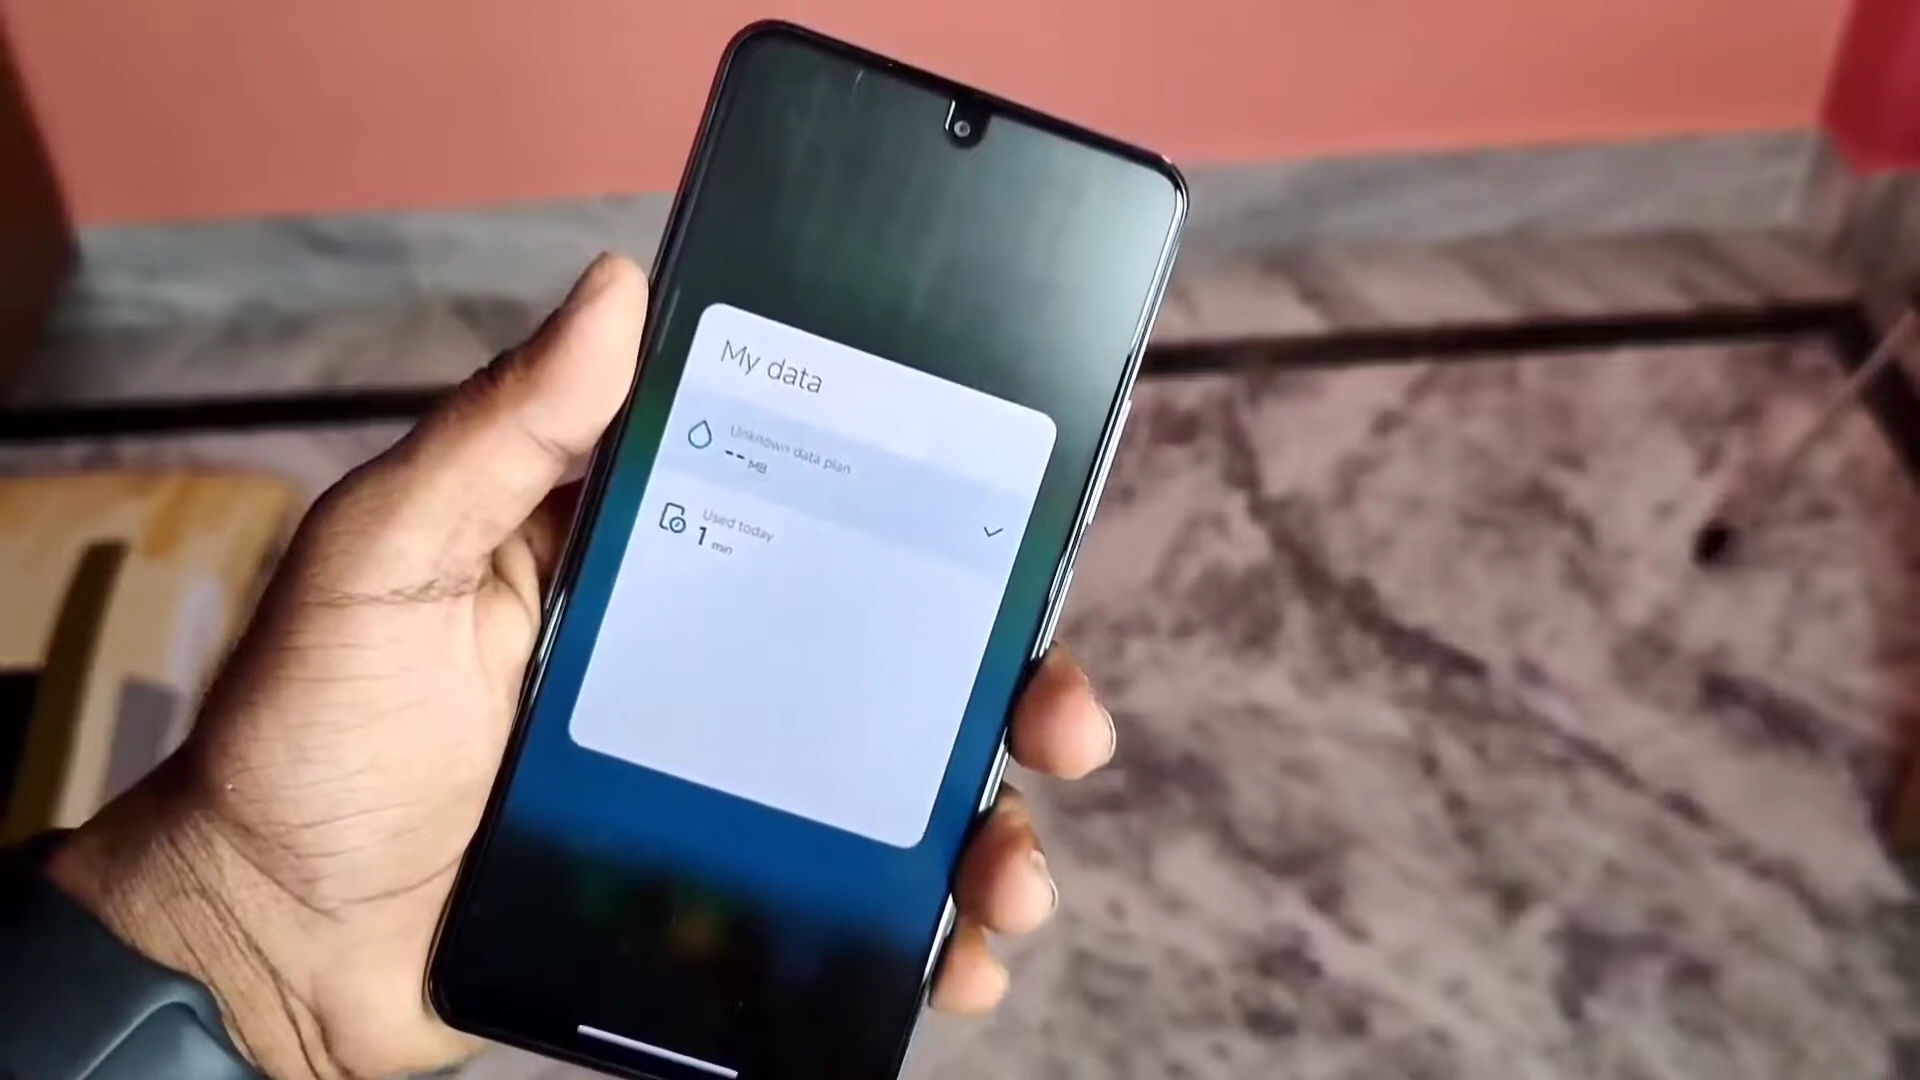 My data
Unknown data plan
-- MB
Used today
1 min